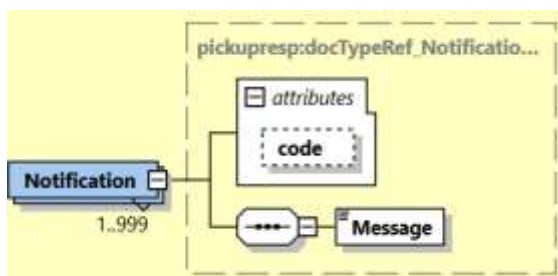 pickupresp:docTypeRef_Notificatio...
attributes
code
Notification
1..999
Message